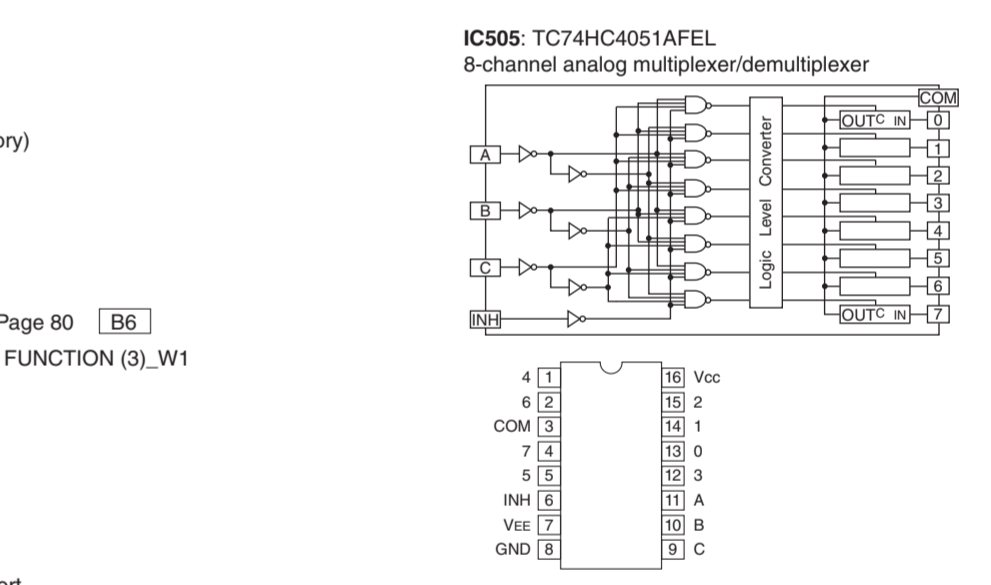 IC505: TC74HC4051AFEL
8-channel analog multiplexer/demultiplexer
ory)
Page 80 B6
FUNCTION (3)_W1
COM
OUT C IN 0
A
1
2
B
3
4
C
5
6
INH
OUT C IN 7
Logic Level Converter
4 1 16 Vcc
6 2 15 2
COM 3 14 1
7 4 13 0
5 5 12 3
INH 6 11 A
VEE 7 10 B
GND 8 9 C